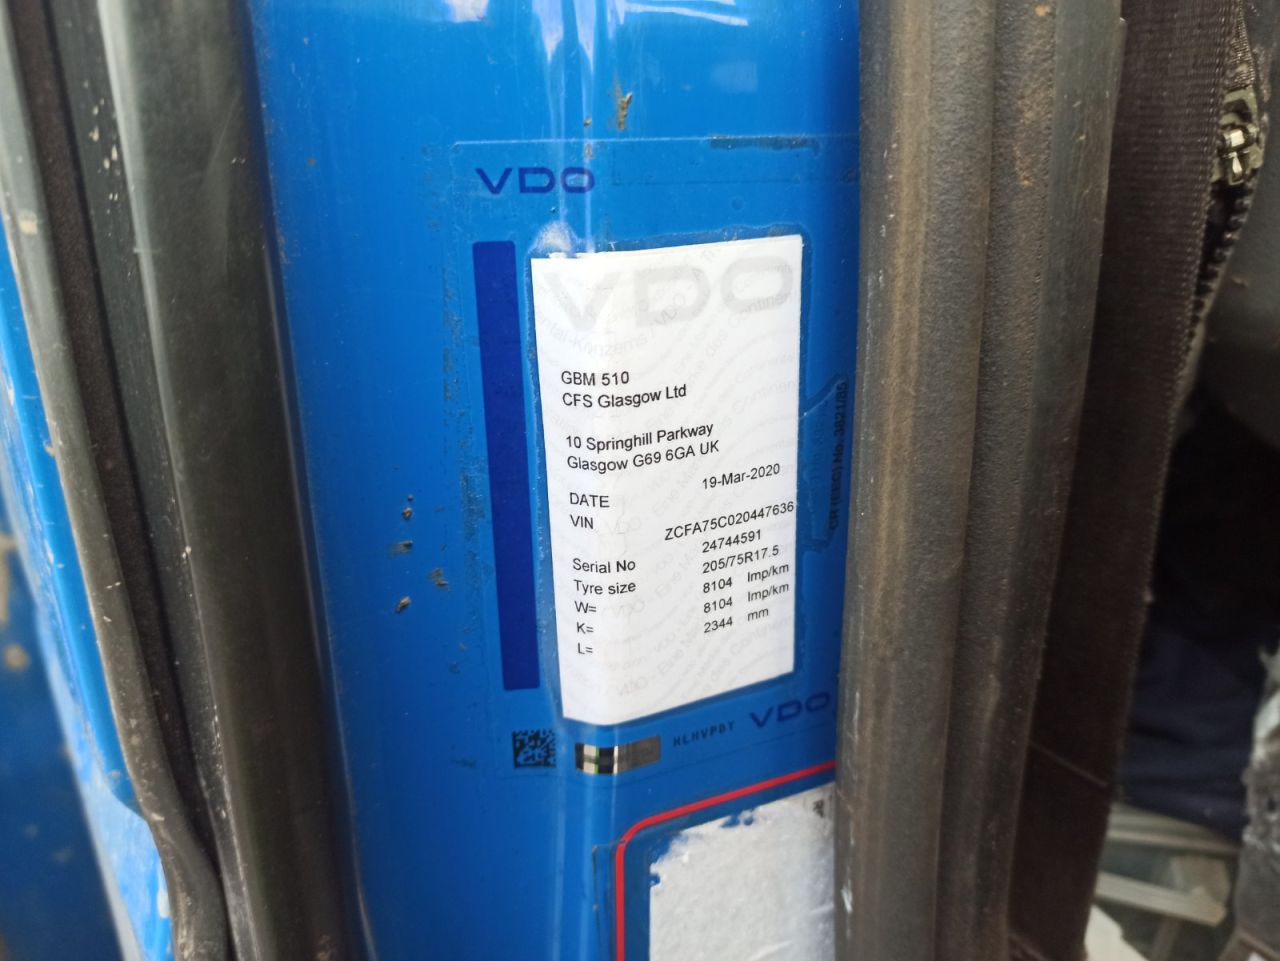 VDO
VDO
GBM 510
CFS Glasgow Ltd
10 Springhill Parkway
Glasgow G69 6GA UK
DATE 19-Mar-2020
VIN ZCFA75C020447636
Serial No 24744591
Tyre size 205/75R17.5
W= 8104 Imp/km
K= 8104 Imp/km
L= 2344 mm
HLHVPDT VDO